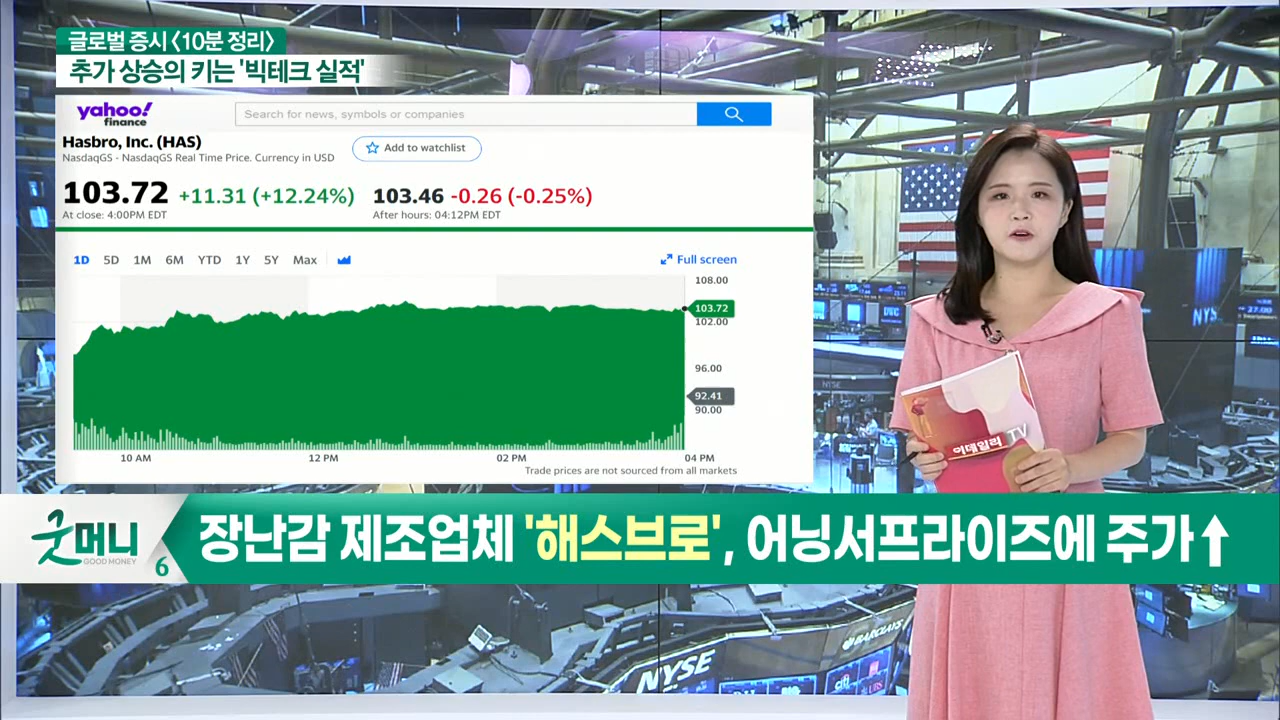 글로벌 증시 <10분 정리>
추가 상승의 키는 '빅테크 실적'
yahoo!
finance
Search for news, symbols or companies
Hasbro, Inc. (HAS)
NasdaqGS - NasdaqGS Real Time Price. Currency in USD
Add to watchlist
103.72 +11.31 (+12.24%) 103.46 -0.26 (-0.25%)
At close: 4:00PM EDT After hours: 04:12PM EDT
1D 5D 1M 6M YTD 1Y 5Y Max Full screen
108.00
103.72
102.00
96.00
92.41
90.00
10 AM 12 PM 02 PM 04 PM
Trade prices are not sourced from all markets
이데일리 TV
NYS
굿머니
GOOD MONEY
6
장난감 제조업체 '해스브로', 어닝서프라이즈에 주가↑
NYSE
BARCLAYS
citi
UBS